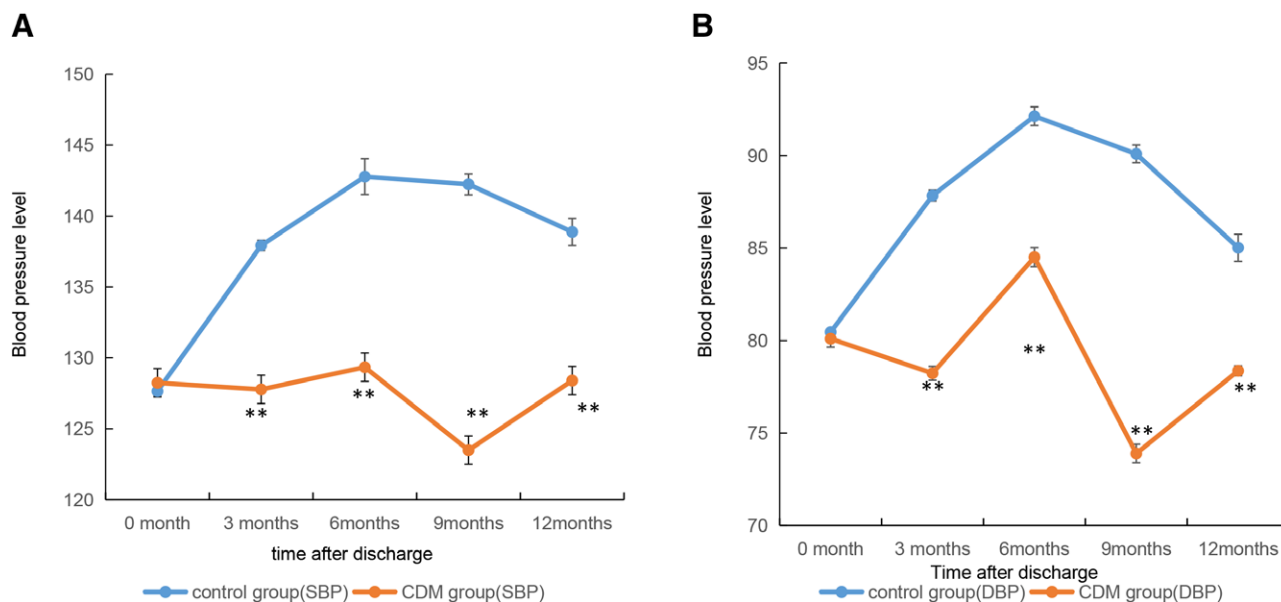 A
150
145
140
135
130
125
120
Blood pressure level
** ** ** **
0 month 3 months 6months 9months 12months
time after discharge
control group(SBP) CDM group(SBP)
B
95
90
85
80
75
70
Blood pressure level
** ** ** **
0 month 3 months 6months 9months 12months
Time after discharge
control group(DBP) CDM group(DBP)